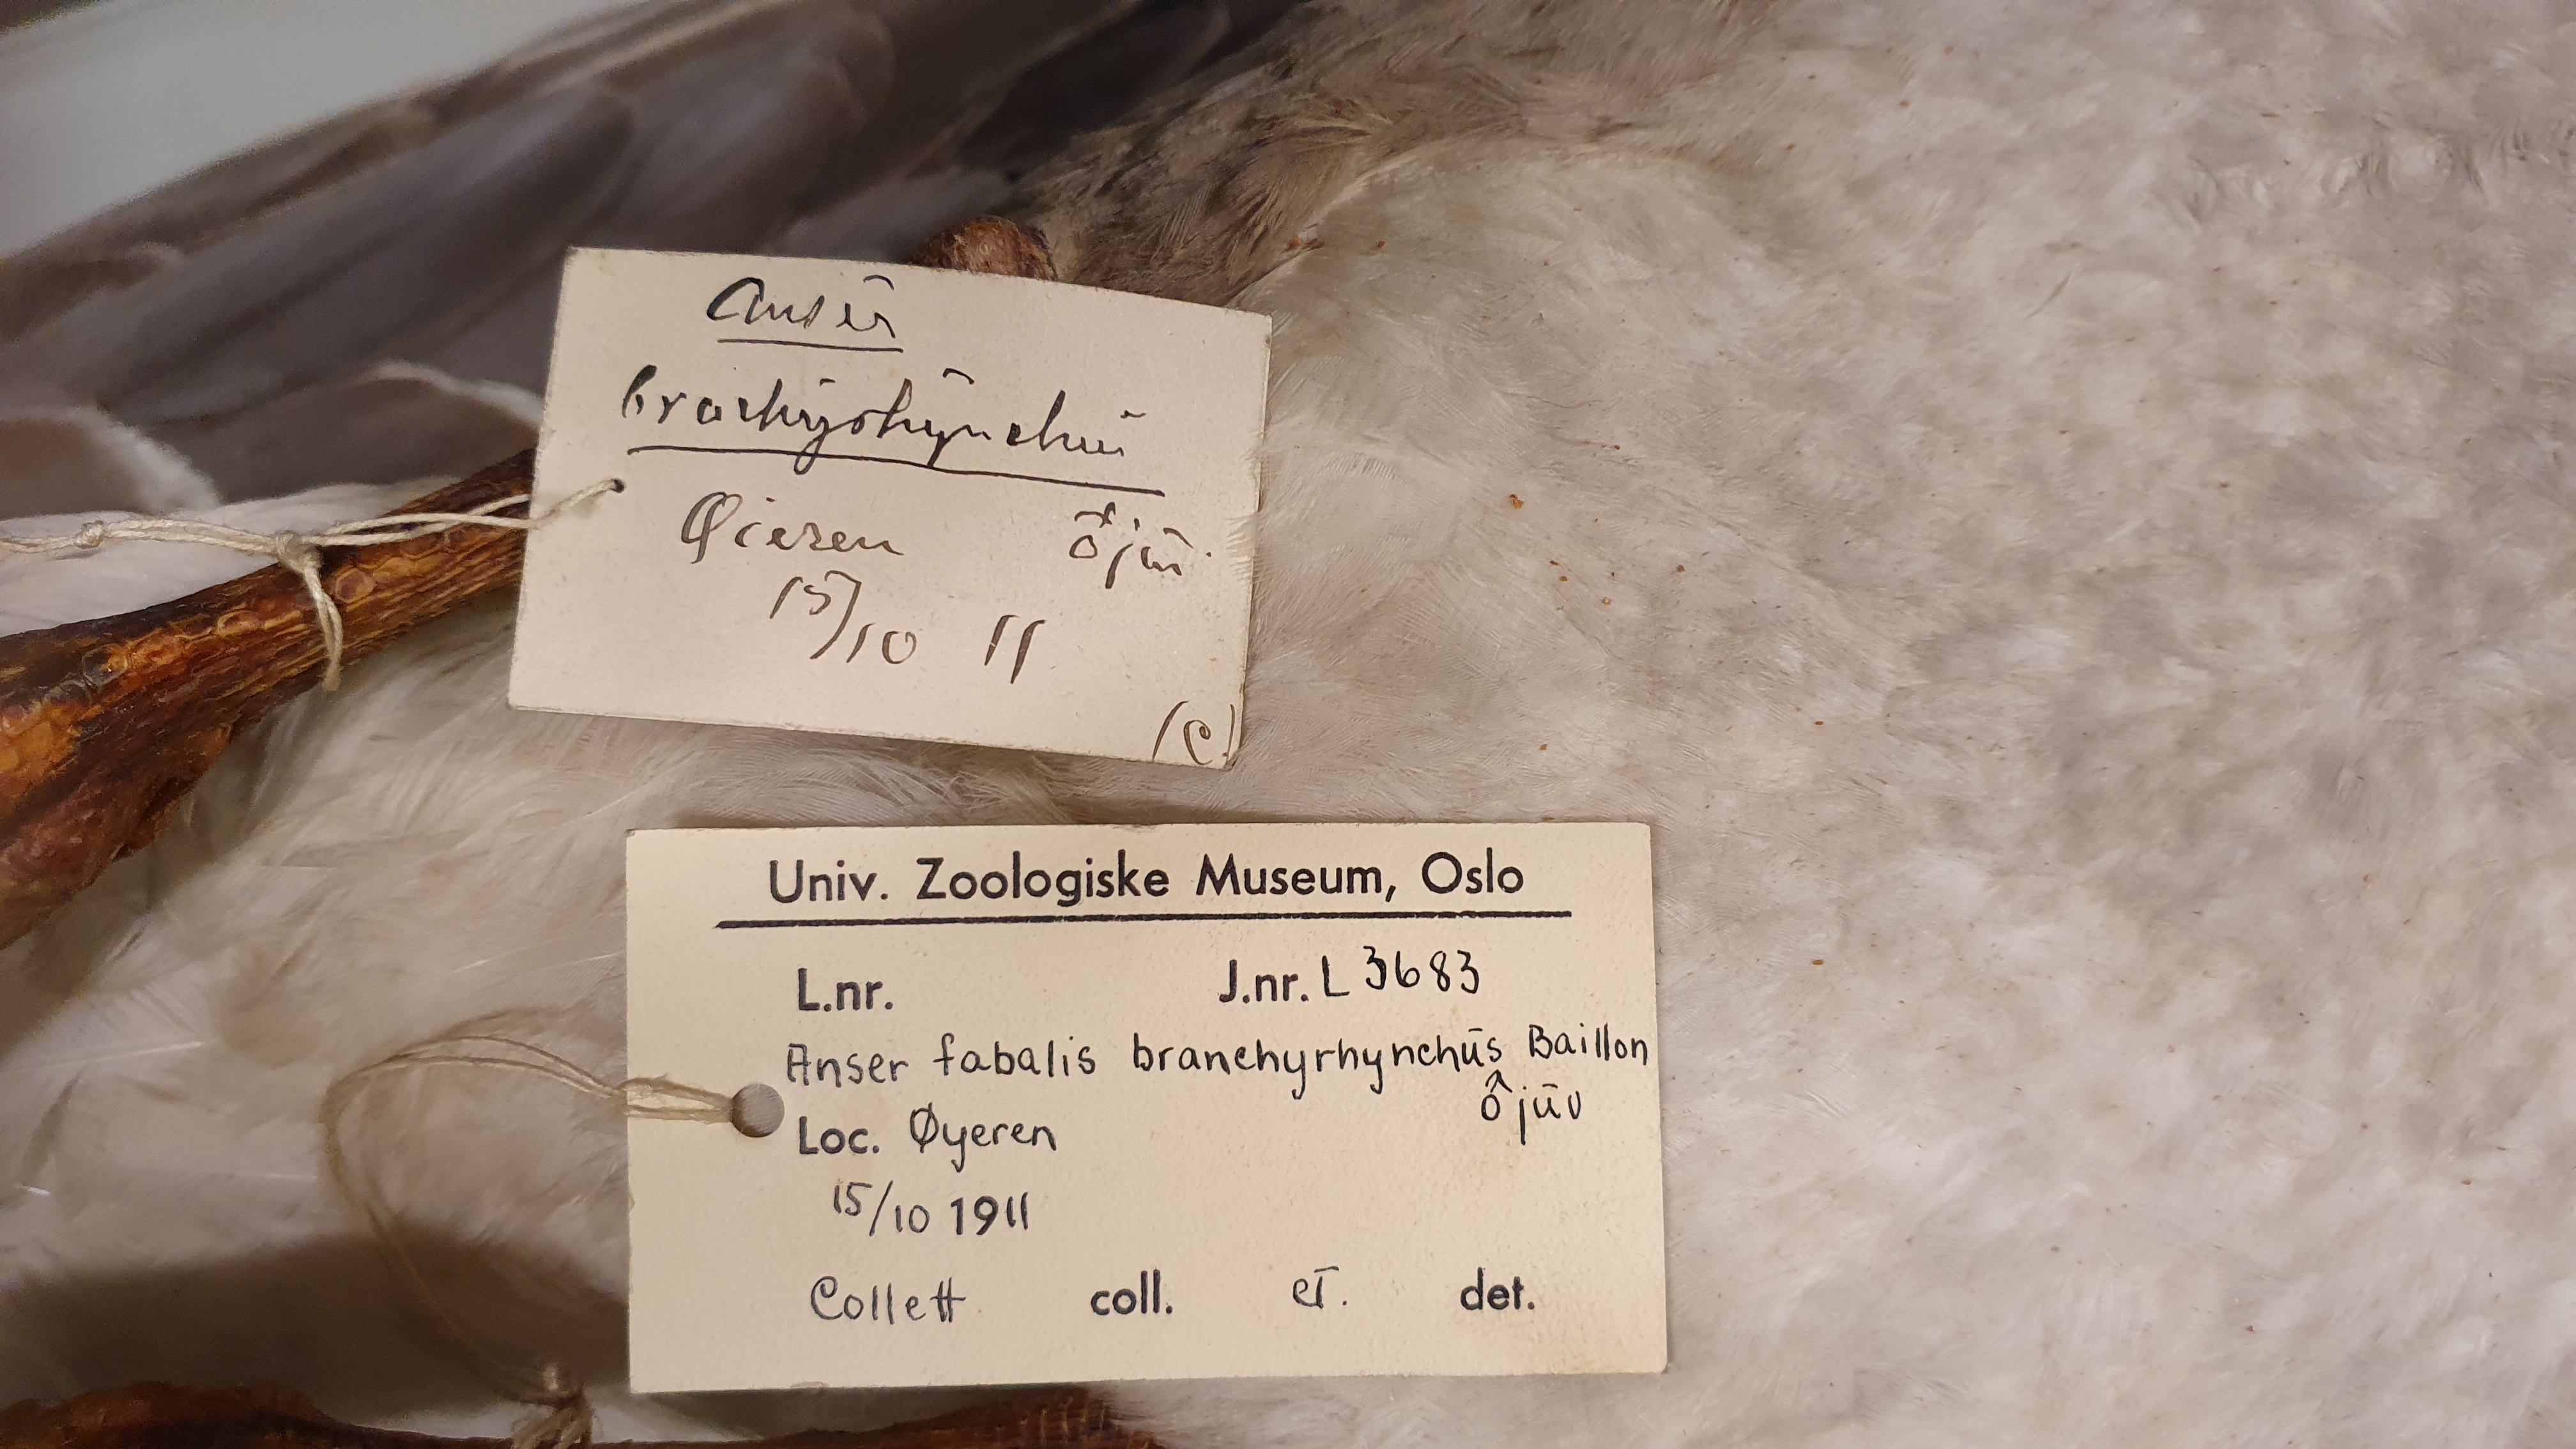 Anser
brachyrhynchus
Øieren ♂ juv.
15/10 11
(C)
Univ. Zoologiske Museum, Oslo
L.nr. J.nr. L 3683
Anser fabalis branchyrhynchus Baillon
♂ juv
Loc. Øyeren
15/10 1911
Collett coll. et. det.